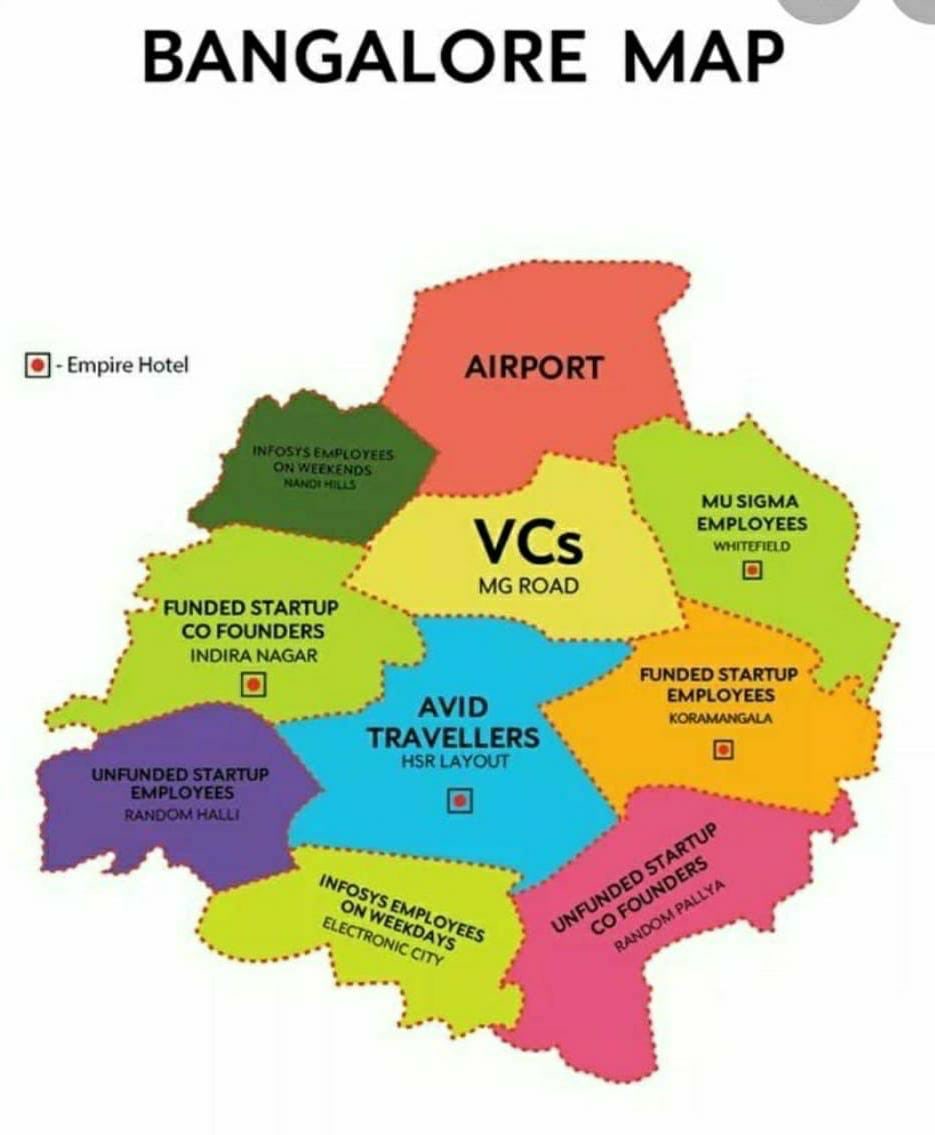 BANGALORE MAP
- Empire Hotel
AIRPORT
INFOSYS EMPLOYEES
ON WEEKENDS
NANDI HILLS
VCs
MG ROAD
MU SIGMA
EMPLOYEES
WHITEFIELD
FUNDED STARTUP
CO FOUNDERS
INDIRA NAGAR
AVID
TRAVELLERS
HSR LAYOUT
FUNDED STARTUP
EMPLOYEES
KORAMANGALA
UNFUNDED STARTUP
EMPLOYEES
RANDOM HALLI
INFOSYS EMPLOYEES
ON WEEKDAYS
ELECTRONIC CITY
UNFUNDED STARTUP
CO FOUNDERS
RANDOM PALLYA